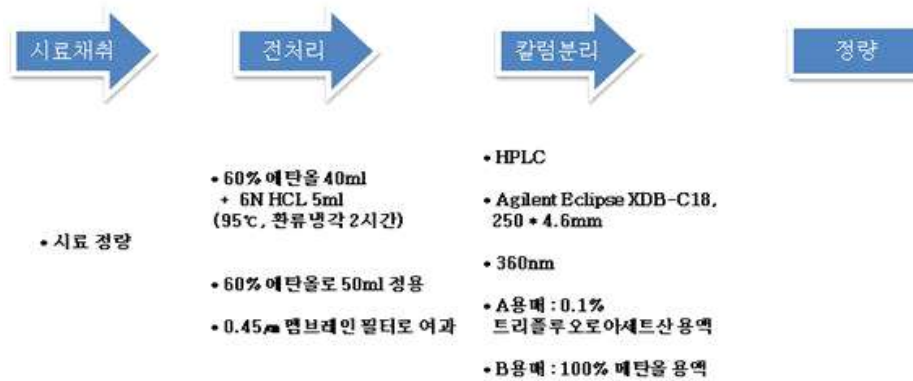 시료채취
전처리
칼럼분리
정량
• 시료 정량
• 60% 에탄올 40ml
+ 6N HCL 5ml
(95℃, 환류냉각 2시간)
• 60% 에탄올로 50ml 정용
• 0.45㎛ 멤브레인 필터로 여과
• HPLC
• Agilent Eclipse XDB-C18,
250 * 4.6mm
• 360nm
• A용매 : 0.1%
트리플루오로아세트산 용액
• B용매 : 100% 메탄올 용액